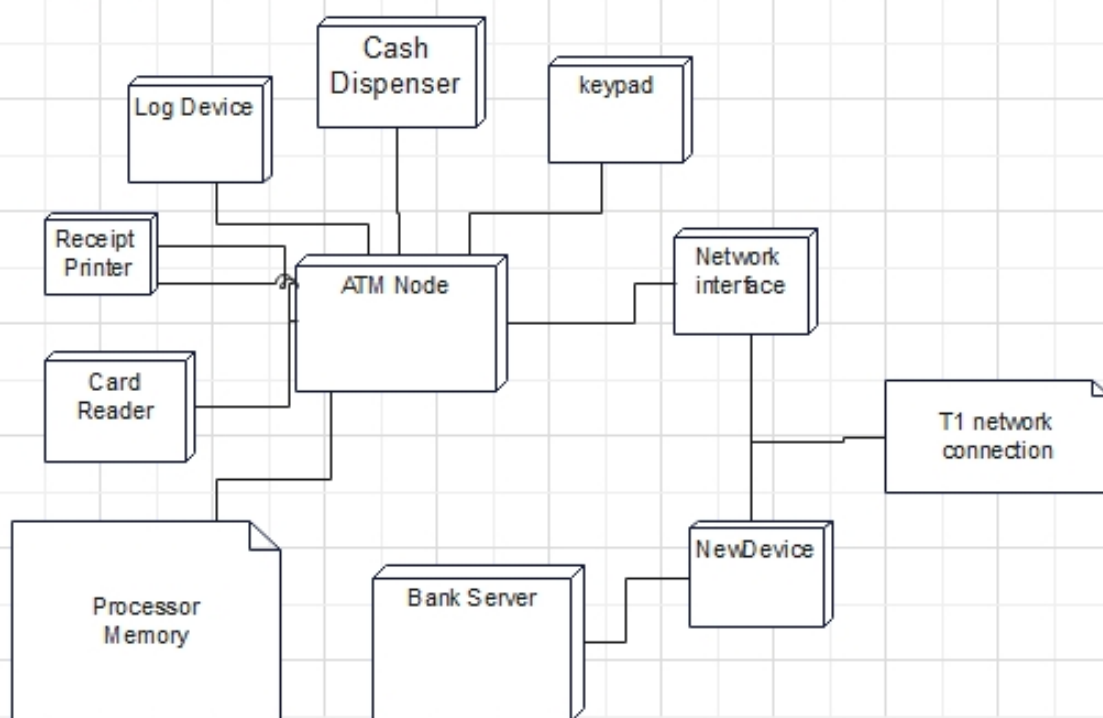 Cash
Dispenser
keypad
Log Device
Receipt
Printer
ATM Node
Network
interface
Card
Reader
T1 network
connection
NewDevice
Bank Server
Processor
Memory